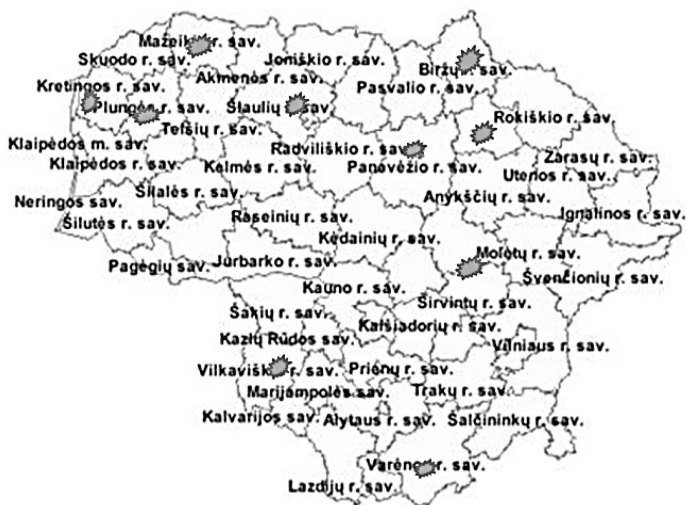 Mažeikių r. sav.
Skuodo r. sav.
Joniškio r. sav.
Biržų r. sav.
Akmenės r. sav.
Pasvalio r. sav.
Kretingos r. sav.
Plungės r. sav.
Šiaulių r. sav.
Rokiškio r. sav.
Telšių r. sav.
Klaipėdos m. sav.
Radviliškio r. sav.
Klaipėdos r. sav.
Kelmės r. sav.
Panevėžio r. sav.
Zarasų r. sav.
Utenos r. sav.
Šilalės r. sav.
Anykščių r. sav.
Neringos sav.
Ignalinos r. sav.
Šilutės r. sav.
Raseinių r. sav.
Kėdainių r. sav.
Molėtų r. sav.
Pagėgių sav.
Jurbarko r. sav.
Švenčionių r. sav.
Kauno r. sav.
Širvintų r. sav.
Šakių r. sav.
Kaišiadorių r. sav.
Kazlų Rūdos sav.
Vilniaus r. sav.
Vilkaviškio r. sav.
Prienų r. sav.
Marijampolės sav.
Trakų r. sav.
Kalvarijos sav.
Alytaus r. sav.
Šalčininkų r. sav.
Varėnos r. sav.
Lazdijų r. sav.